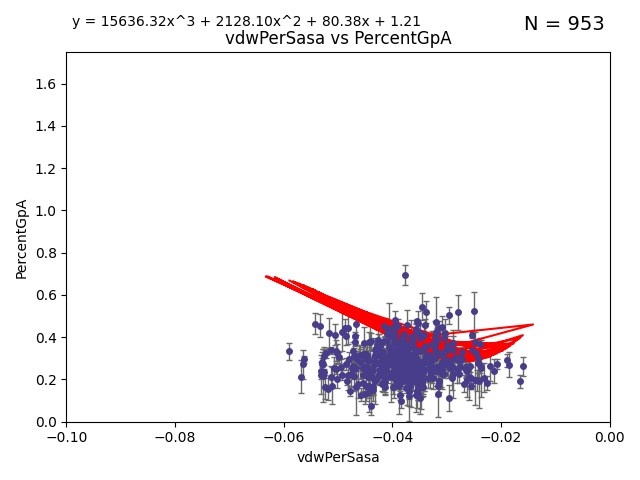 y = 15636.32x^3 + 2128.10x^2 + 80.38x + 1.21
N = 953
vdwPerSasa vs PercentGpA
1.6
1.4
1.2
1.0
0.8
0.6
0.4
0.2
0.0
PercentGpA
−0.10 −0.08 −0.06 −0.04 −0.02 0.00
vdwPerSasa